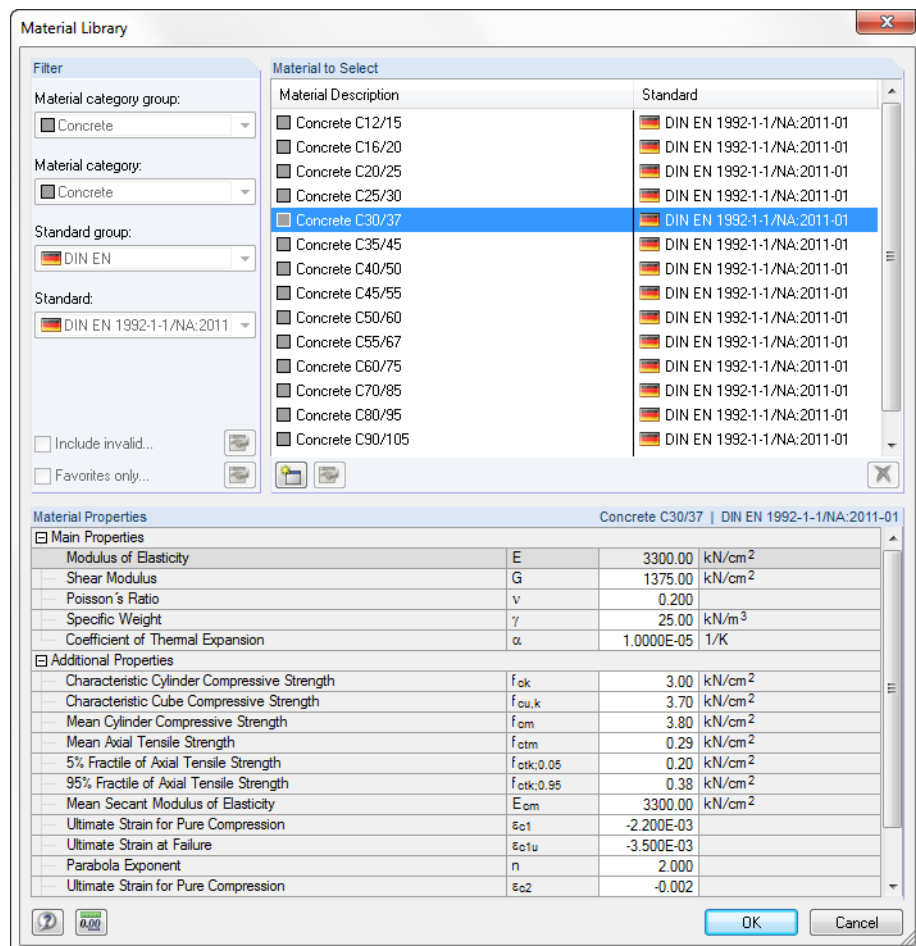 Material Library
Filter
Material category group:
Concrete
Material category:
Concrete
Standard group:
DIN EN
Standard:
DIN EN 1992-1-1/NA:2011
Include invalid...
Favorites only...
Material to Select
Material Description Standard
Concrete C12/15 DIN EN 1992-1-1/NA:2011-01
Concrete C16/20 DIN EN 1992-1-1/NA:2011-01
Concrete C20/25 DIN EN 1992-1-1/NA:2011-01
Concrete C25/30 DIN EN 1992-1-1/NA:2011-01
Concrete C30/37 DIN EN 1992-1-1/NA:2011-01
Concrete C35/45 DIN EN 1992-1-1/NA:2011-01
Concrete C40/50 DIN EN 1992-1-1/NA:2011-01
Concrete C45/55 DIN EN 1992-1-1/NA:2011-01
Concrete C50/60 DIN EN 1992-1-1/NA:2011-01
Concrete C55/67 DIN EN 1992-1-1/NA:2011-01
Concrete C60/75 DIN EN 1992-1-1/NA:2011-01
Concrete C70/85 DIN EN 1992-1-1/NA:2011-01
Concrete C80/95 DIN EN 1992-1-1/NA:2011-01
Concrete C90/105 DIN EN 1992-1-1/NA:2011-01
Material Properties Concrete C30/37 | DIN EN 1992-1-1/NA:2011-01
Main Properties
Modulus of Elasticity E 3300.00 kN/cm2
Shear Modulus G 1375.00 kN/cm2
Poisson´s Ratio ν 0.200
Specific Weight γ 25.00 kN/m3
Coefficient of Thermal Expansion α 1.0000E-05 1/K
Additional Properties
Characteristic Cylinder Compressive Strength fck 3.00 kN/cm2
Characteristic Cube Compressive Strength fcu,k 3.70 kN/cm2
Mean Cylinder Compressive Strength fcm 3.80 kN/cm2
Mean Axial Tensile Strength fctm 0.29 kN/cm2
5% Fractile of Axial Tensile Strength fctk;0.05 0.20 kN/cm2
95% Fractile of Axial Tensile Strength fctk;0.95 0.38 kN/cm2
Mean Secant Modulus of Elasticity Ecm 3300.00 kN/cm2
Ultimate Strain for Pure Compression εc1 -2.200E-03
Ultimate Strain at Failure εc1u -3.500E-03
Parabola Exponent n 2.000
Ultimate Strain for Pure Compression εc2 -0.002
0.00
OK Cancel